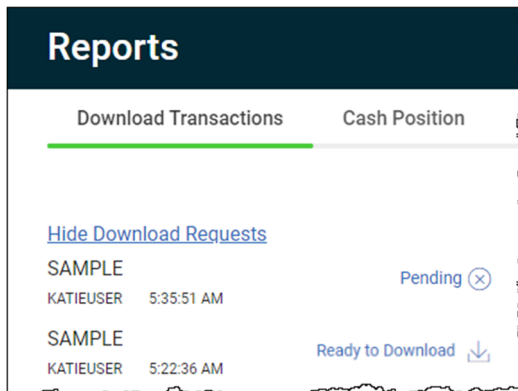 Reports
Download Transactions Cash Position
Hide Download Requests
SAMPLE
KATIEUSER 5:35:51 AM
Pending
SAMPLE
KATIEUSER 5:22:36 AM
Ready to Download